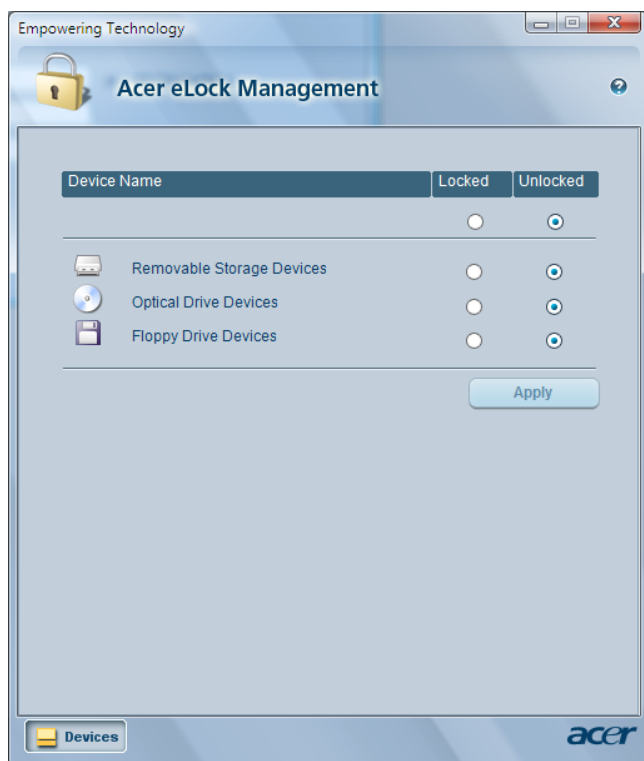 Empowering Technology
Acer eLock Management
Device Name Locked Unlocked
Removable Storage Devices
Optical Drive Devices
Floppy Drive Devices
Apply
Devices
acer